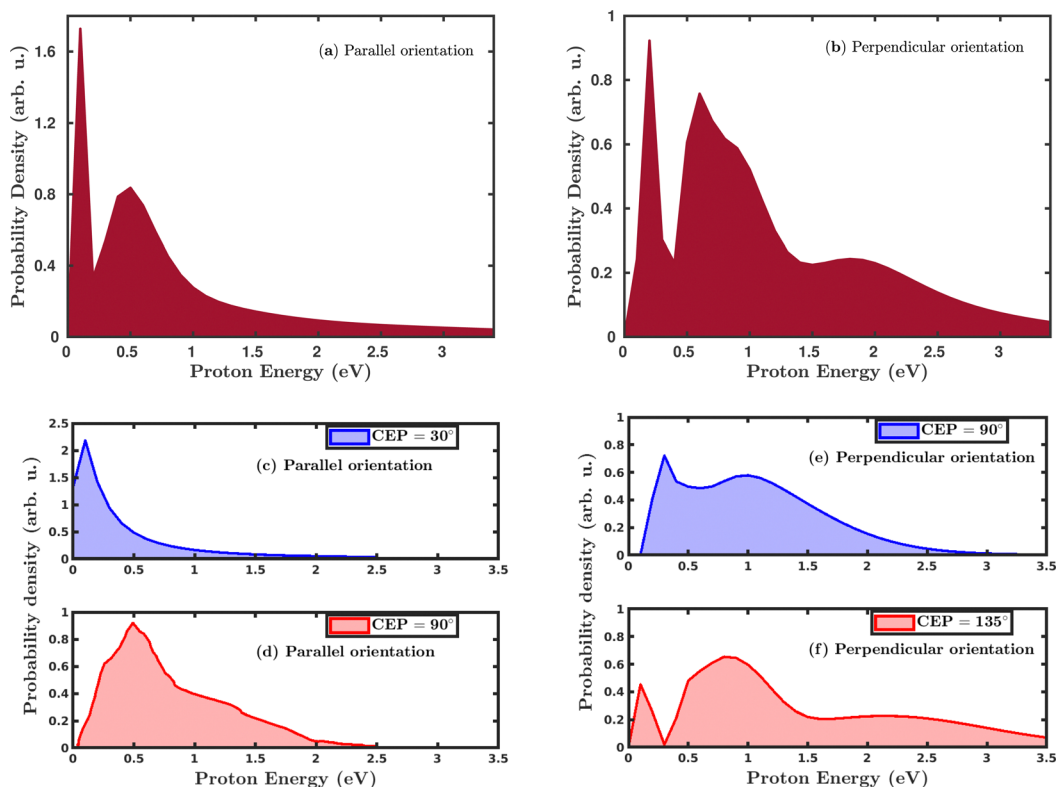 (a) Parallel orientation
Probability Density (arb. u.)
1.6
1.2
0.8
0.4
0
0 0.5 1 1.5 2 2.5 3
Proton Energy (eV)
(b) Perpendicular orientation
Probability Density (arb. u.)
1
0.8
0.6
0.4
0.2
0
0 0.5 1 1.5 2 2.5 3
Proton Energy (eV)
Probability density (arb. u.)
CEP = 30°
(c) Parallel orientation
2.5
2
1.5
1
0.5
0
0 0.5 1 1.5 2 2.5 3 3.5
CEP = 90°
(d) Parallel orientation
1
0.8
0.6
0.4
0.2
0
0 0.5 1 1.5 2 2.5 3 3.5
Proton Energy (eV)
Probability density (arb. u.)
CEP = 90°
(e) Perpendicular orientation
1
0.8
0.6
0.4
0.2
0
0 0.5 1 1.5 2 2.5 3 3.5
CEP = 135°
(f) Perpendicular orientation
1
0.8
0.6
0.4
0.2
0
0 0.5 1 1.5 2 2.5 3 3.5
Proton Energy (eV)